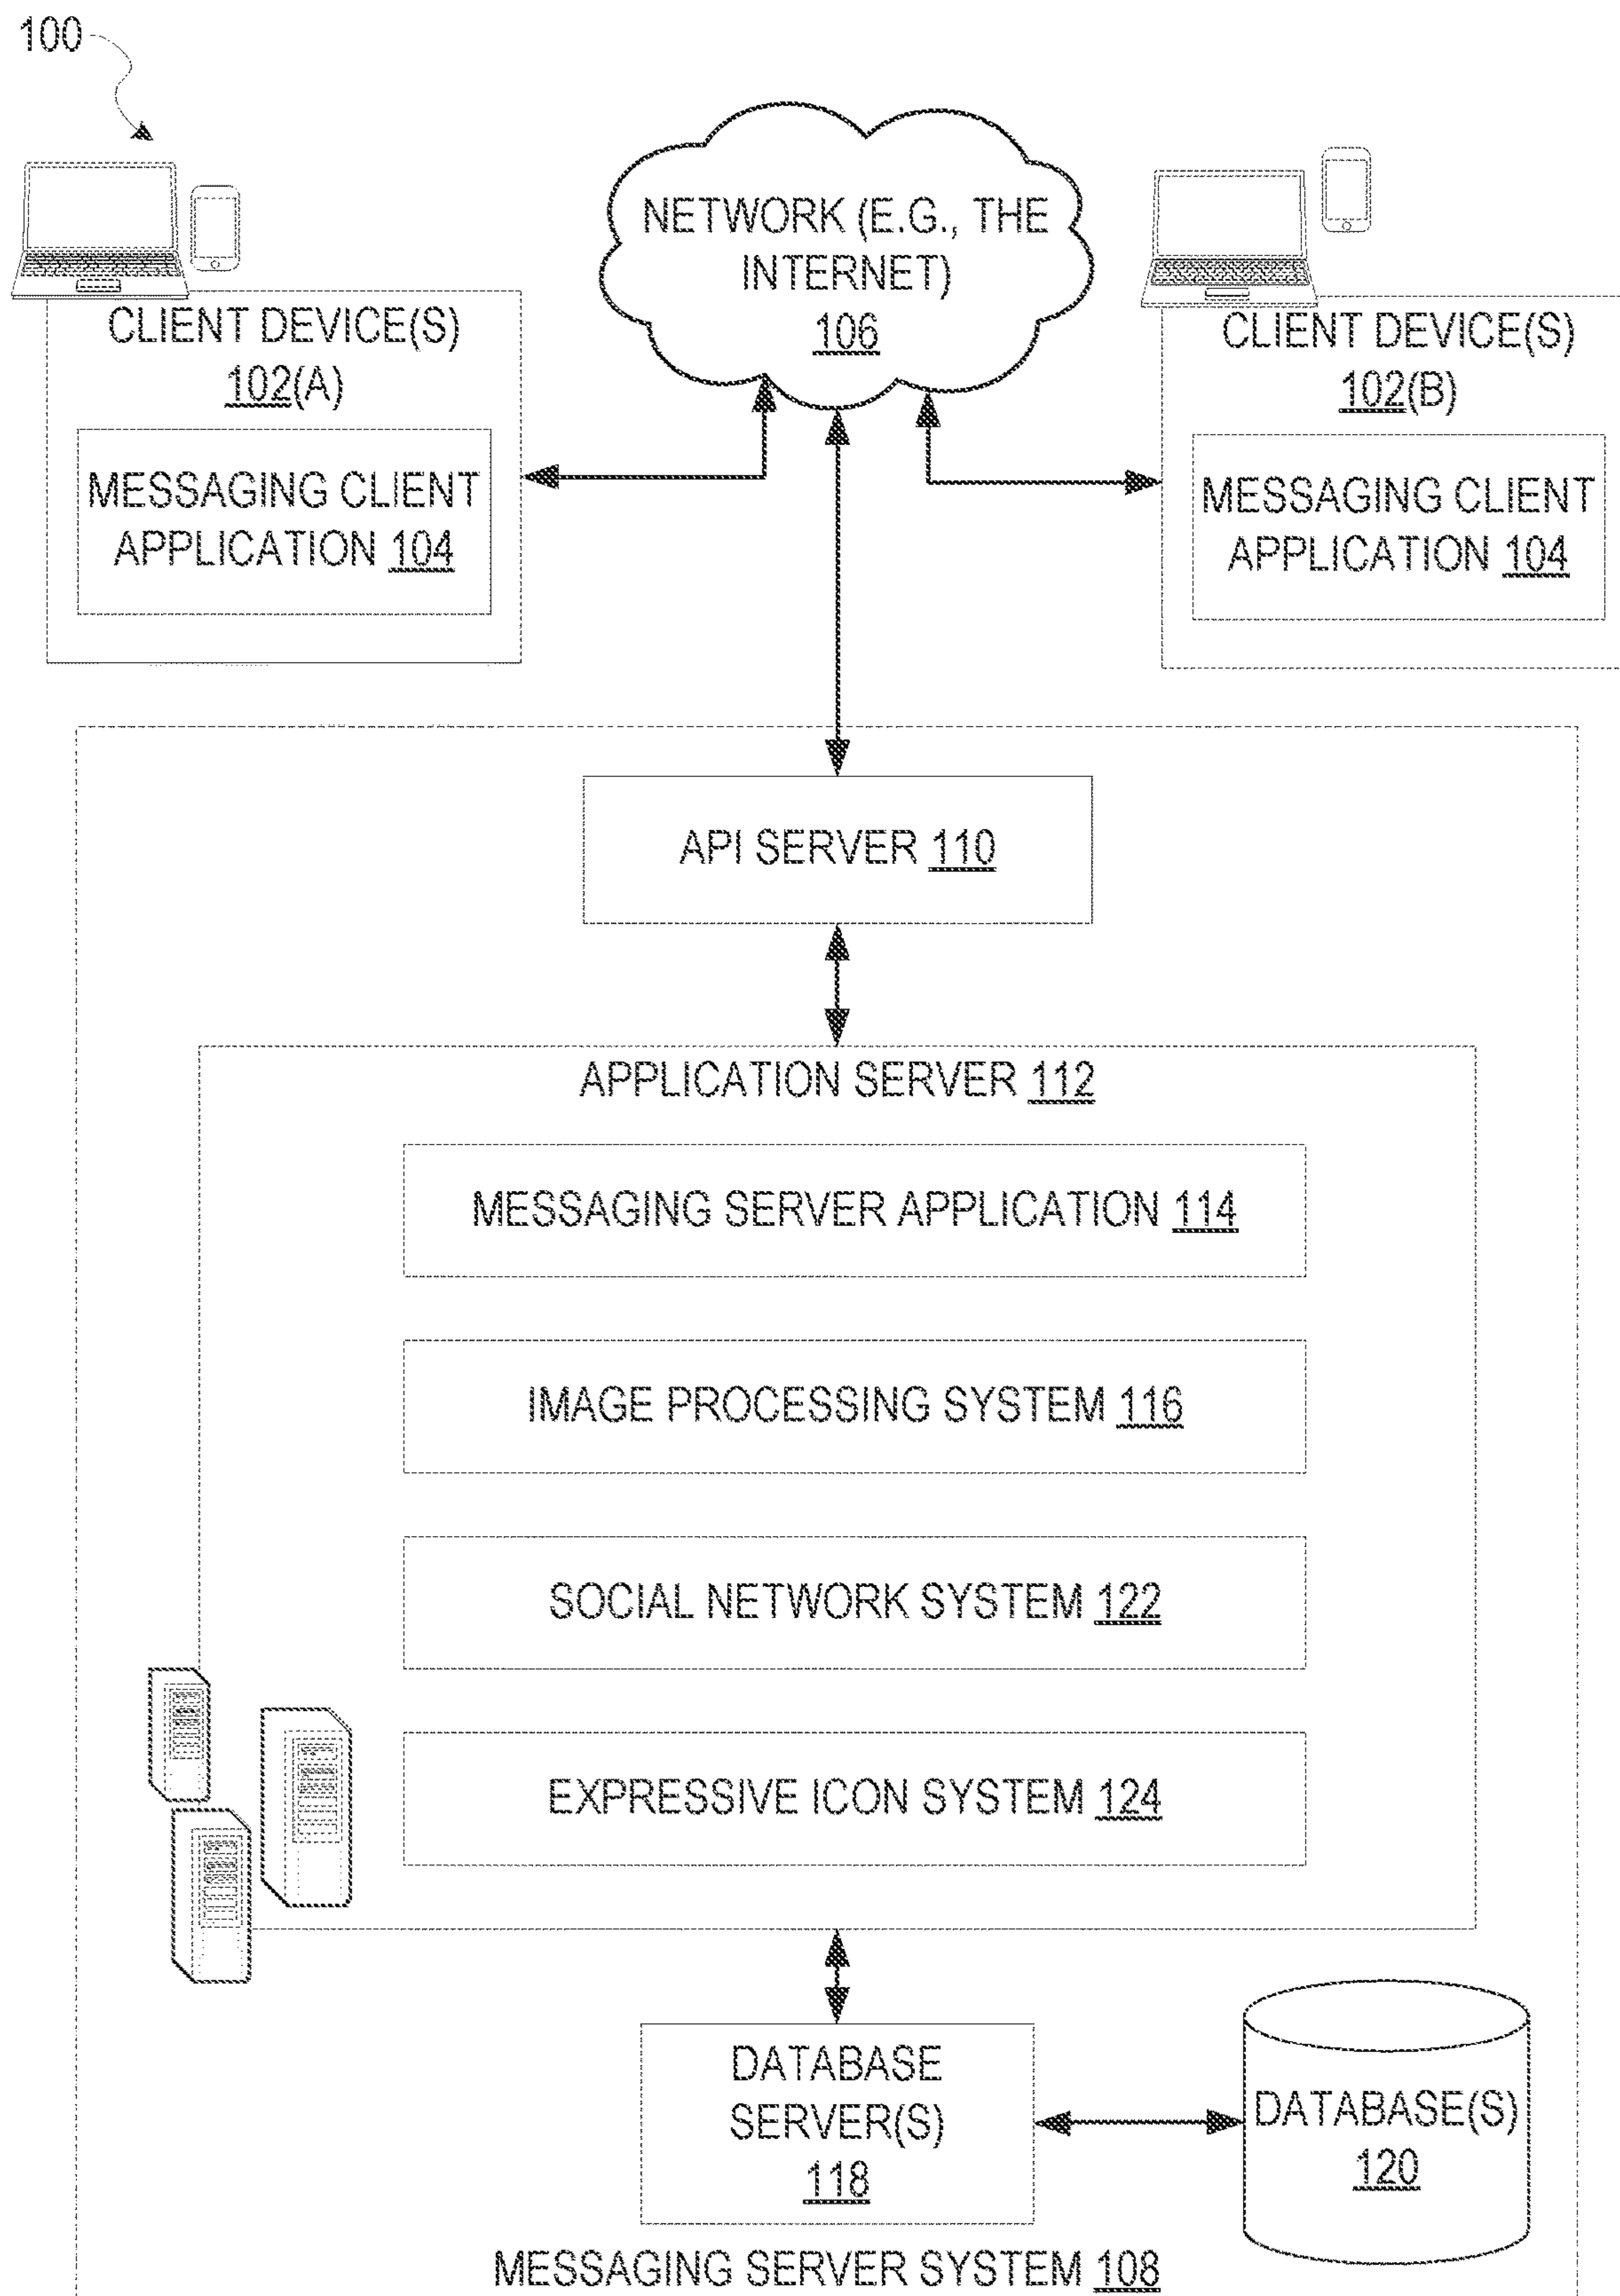 100
NETWORK (E.G., THE
INTERNET)
106
CLIENT DEVICE(S)
102(A)
MESSAGING CLIENT
APPLICATION 104
CLIENT DEVICE(S)
102(B)
MESSAGING CLIENT
APPLICATION 104
API SERVER 110
APPLICATION SERVER 112
MESSAGING SERVER APPLICATION 114
IMAGE PROCESSING SYSTEM 116
SOCIAL NETWORK SYSTEM 122
EXPRESSIVE ICON SYSTEM 124
DATABASE
SERVER(S)
118
DATABASE(S)
120
MESSAGING SERVER SYSTEM 108